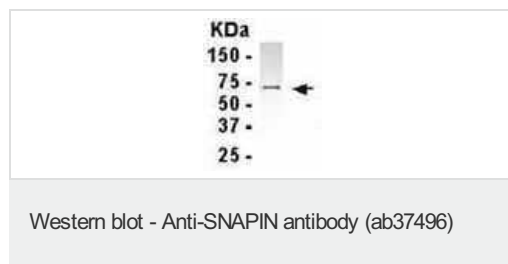 KDa
150 -
75 -
50 -
37 -
25 -
Western blot - Anti-SNAPIN antibody (ab37496)